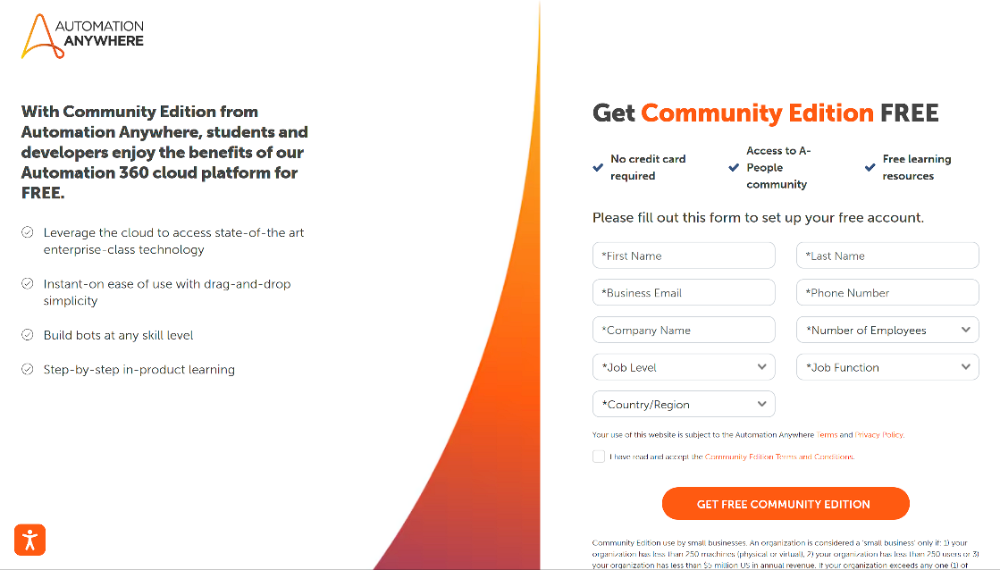 AUTOMATION
ANYWHERE
With Community Edition from
Automation Anywhere, students and
developers enjoy the benefits of our
Automation 360 cloud platform for
FREE.
Leverage the cloud to access state-of-the art
enterprise-class technology
Instant-on ease of use with drag-and-drop
simplicity
Build bots at any skill level
Step-by-step in-product learning
Get Community Edition FREE
No credit card
required
Access to A-
People
community
Free learning
resources
Please fill out this form to set up your free account.
*First Name
*Last Name
*Business Email
*Phone Number
*Company Name
*Number of Employees
*Job Level
*Job Function
*Country/Region
Your use of this website is subject to the Automation Anywhere Terms and Privacy Policy.
I have read and accept the Community Edition Terms and Conditions.
GET FREE COMMUNITY EDITION
Community Edition use by small businesses. An organization is considered a 'small business' only if: 1) your
organization has less than 250 machines (physical or virtual), 2) your organization has less than 250 users or 3)
your organization has less than $5 million US in annual revenue. If your organization exceeds any one (1) of